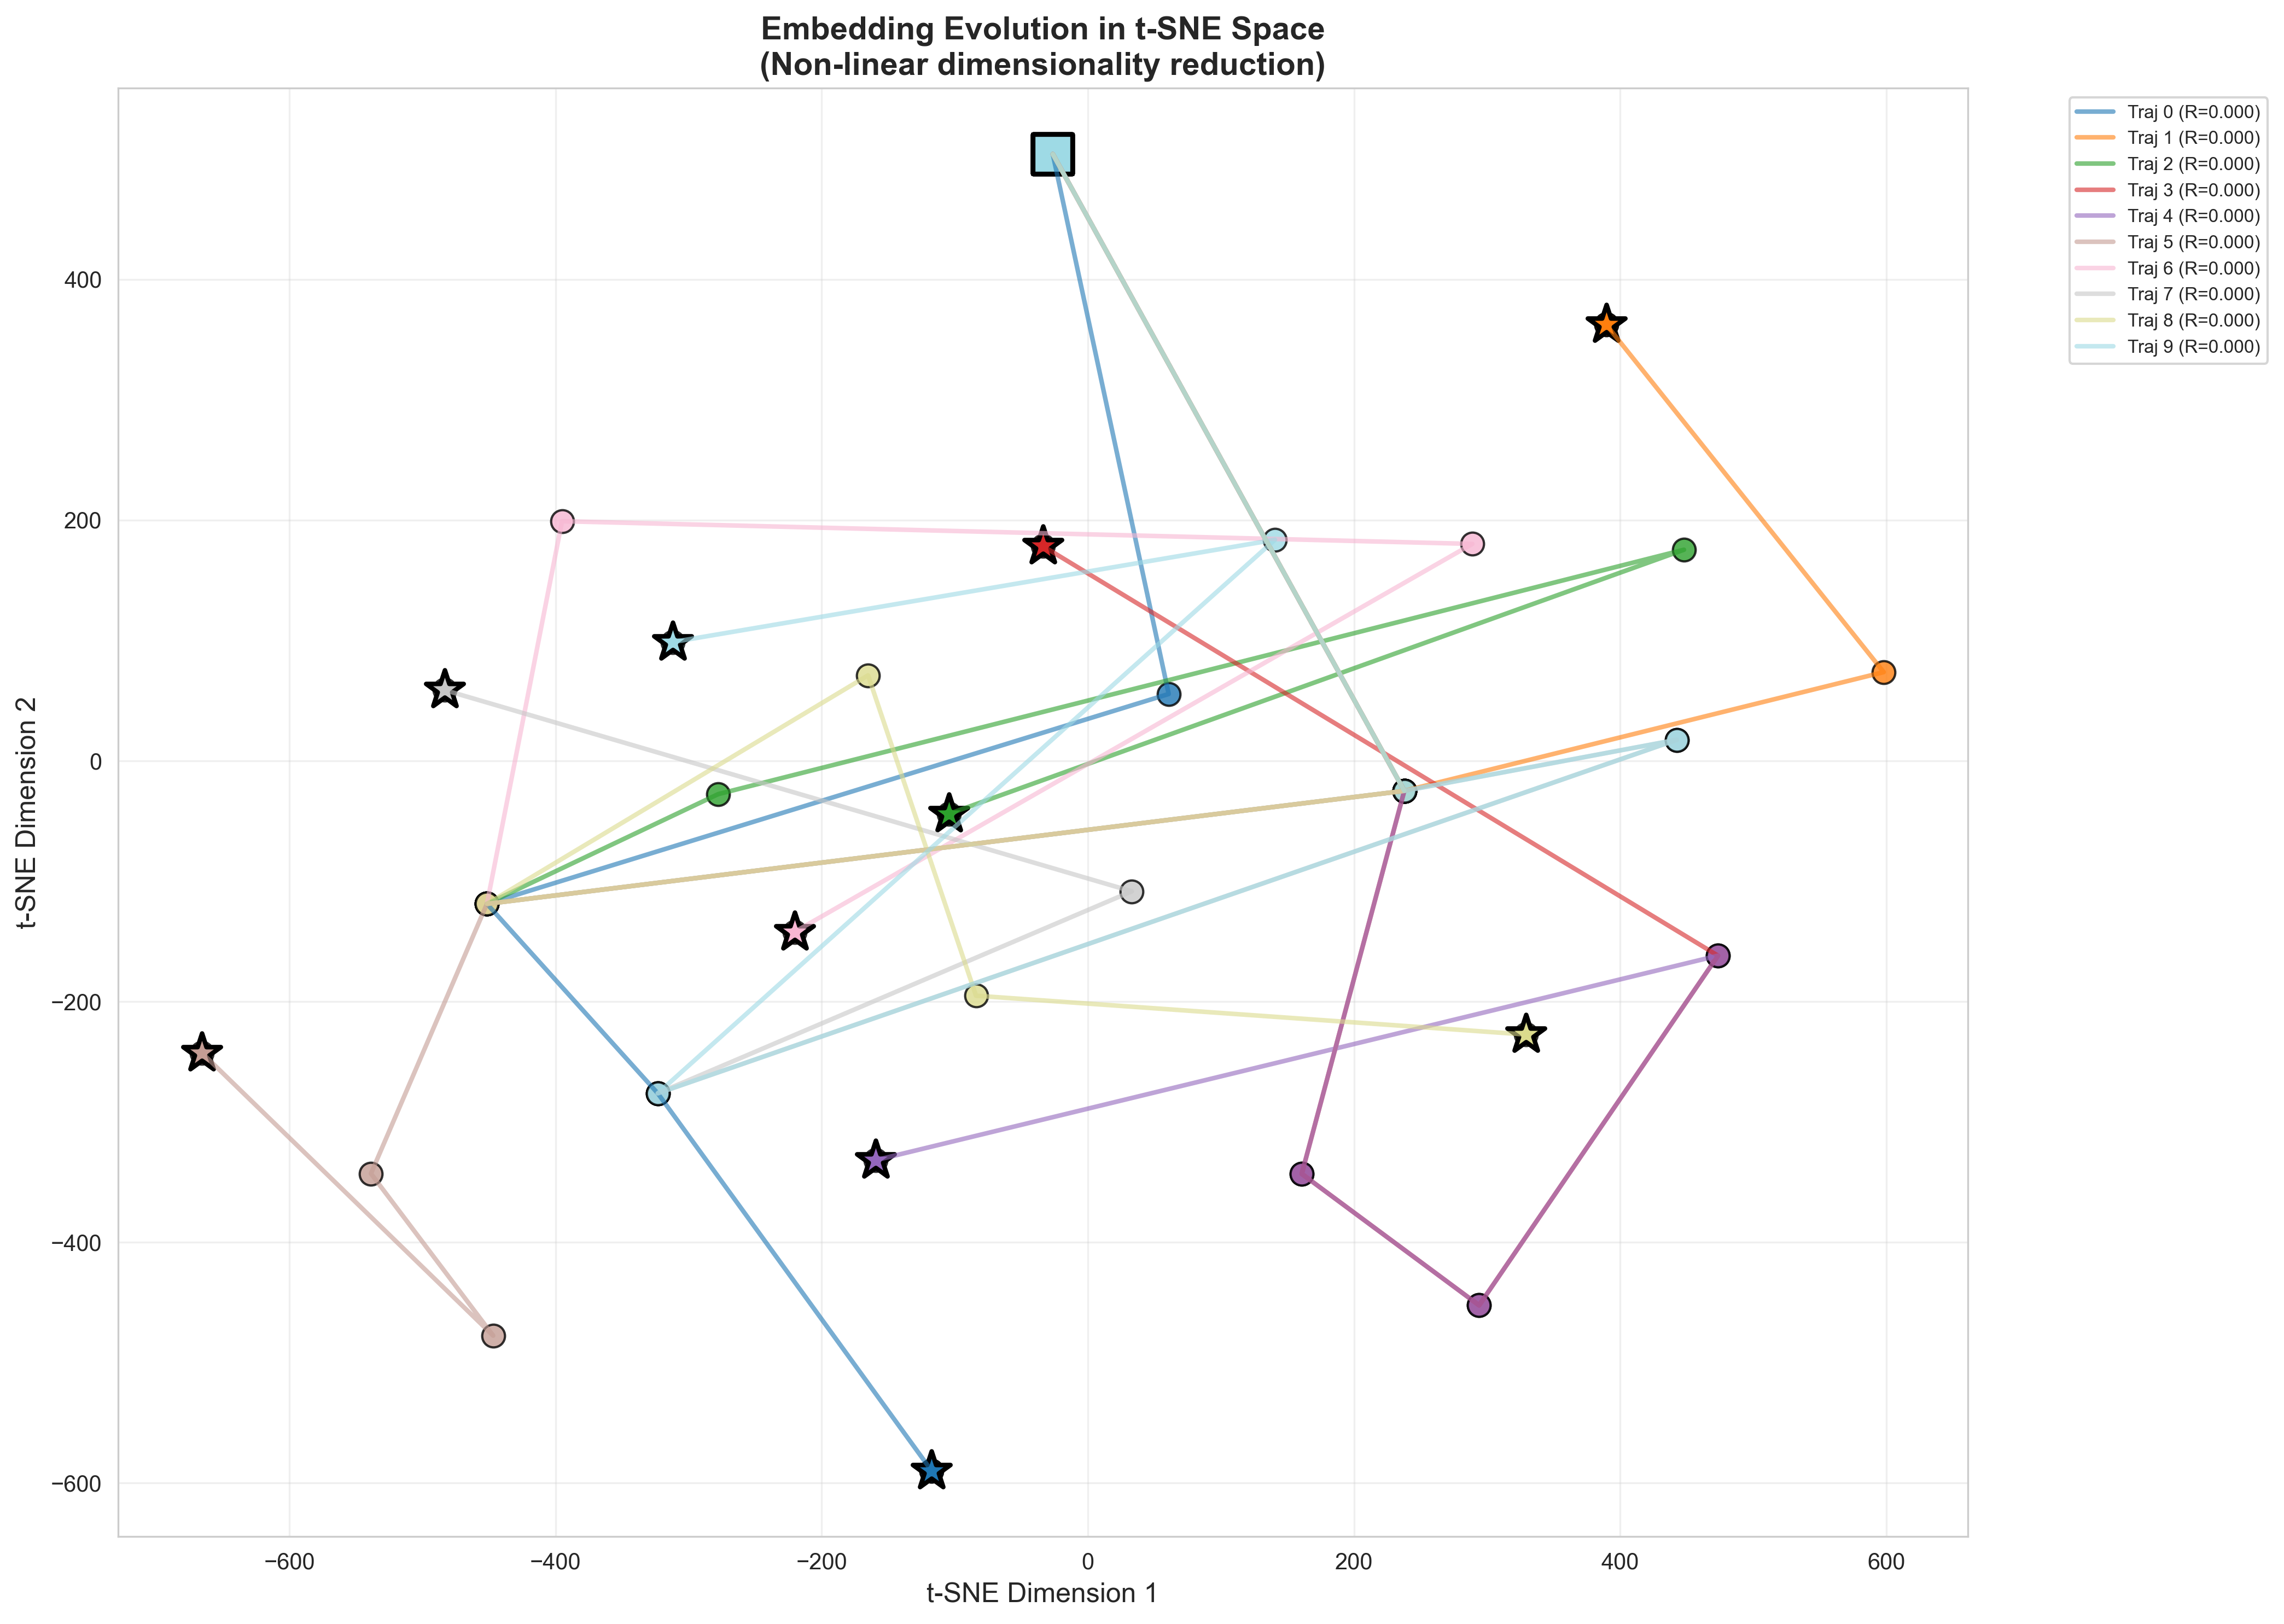 Embedding Evolution in t-SNE Space
(Non-linear dimensionality reduction)
Traj 0 (R=0.000)
Traj 1 (R=0.000)
Traj 2 (R=0.000)
Traj 3 (R=0.000)
Traj 4 (R=0.000)
Traj 5 (R=0.000)
Traj 6 (R=0.000)
Traj 7 (R=0.000)
Traj 8 (R=0.000)
Traj 9 (R=0.000)
t-SNE Dimension 2
400
200
0
−200
−400
−600
−600 −400 −200 0 200 400 600
t-SNE Dimension 1